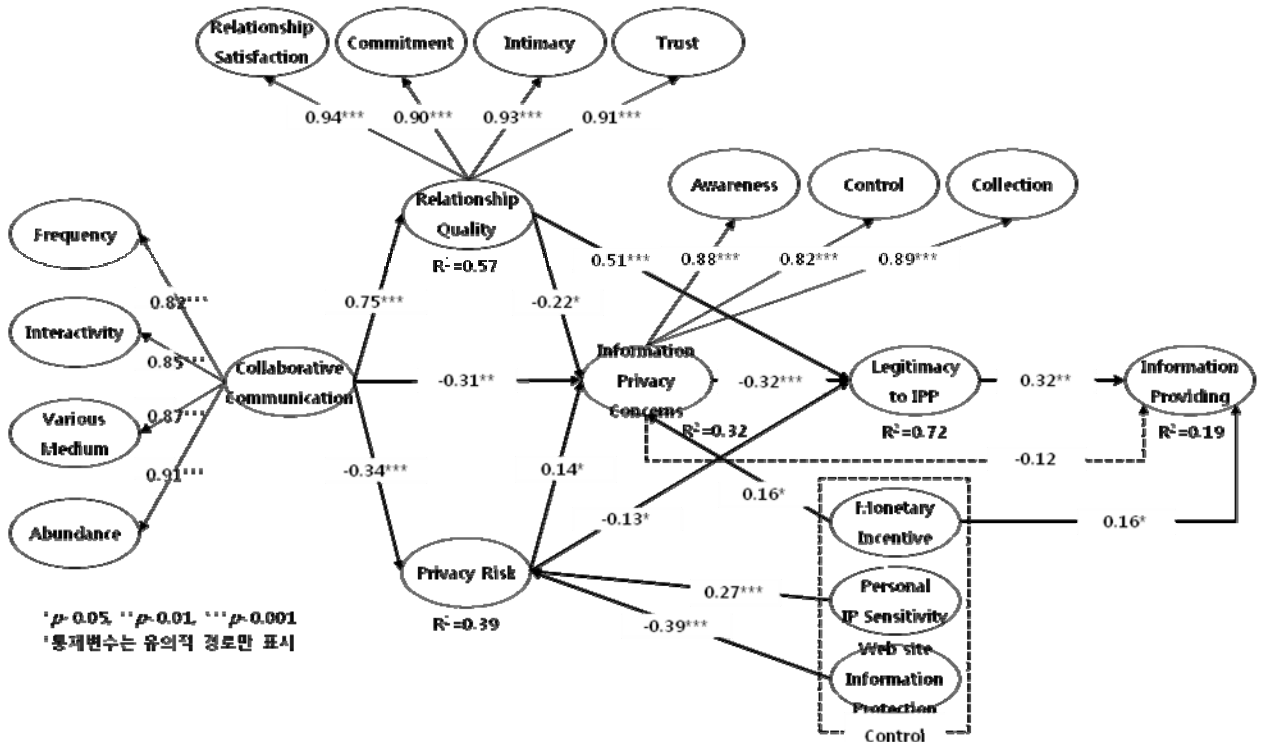 Relationship
Satisfaction
Commitment
Intimacy
Trust
0.94***
0.90***
0.93***
0.91***
Awareness
Control
Collection
Relationship
Quality
R²=0.57
Frequency
0.51***
0.88***
0.82***
0.89***
0.82***
0.75***
-0.22*
Interactivity
0.85***
Collaborative
Communication
-0.31**
Information
Privacy
Concerns
R²=0.32
-0.32***
Legitimacy
to IPP
R²=0.72
0.32**
Information
Providing
R²=0.19
Various
Medium
0.87***
0.91***
-0.34***
0.14*
-0.12
0.16*
Abundance
-0.13*
Monetary
Incentive
0.16*
Privacy Risk
R²=0.39
0.27***
Personal
IP Sensitivity
-0.39***
Web site
Information
Protection
Control
*p<0.05, **p<0.01, ***p<0.001
*통제변수는 유의적 경로만 표시